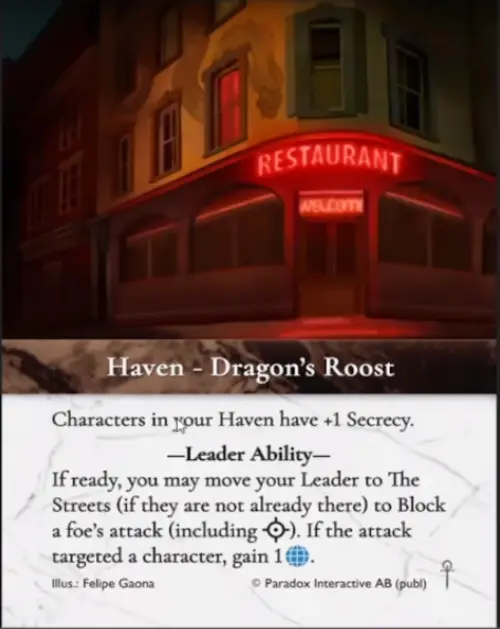 RESTAURANT
WELCOME
Haven - Dragon's Roost
Characters in your Haven have +1 Secrecy.
—Leader Ability—
If ready, you may move your Leader to The
Streets (if they are not already there) to Block
a foe's attack (including ). If the attack
targeted a character, gain 1 .
Illus.: Felipe Gaona
© Paradox Interactive AB (publ)